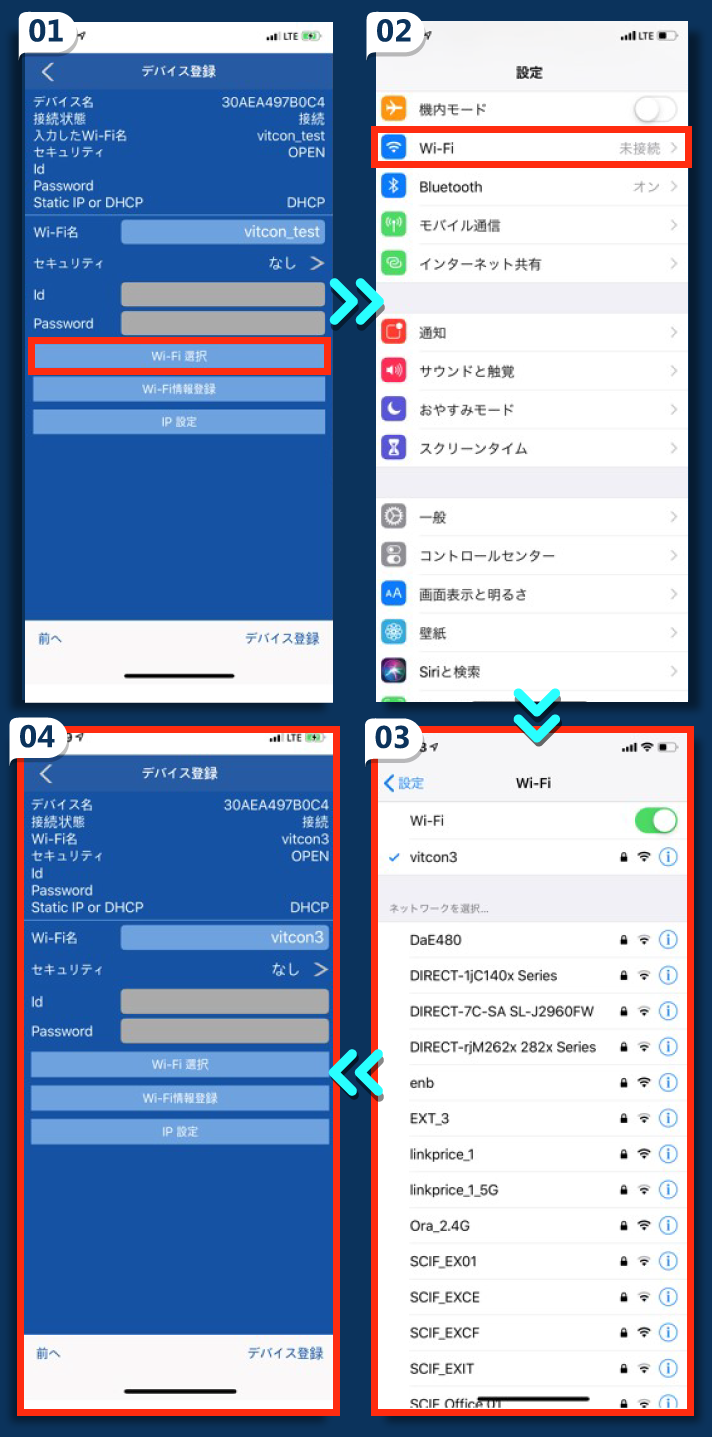 01
LTE
デバイス登録
デバイス名 30AEA497B0C4
接続状態 接続
入力したWi-Fi名 vitcon_test
セキュリティ OPEN
Id
Password
Static IP or DHCP DHCP
Wi-Fi名 vitcon_test
セキュリティ なし
Id
Password
Wi-Fi 選択
Wi-Fi情報登録
IP 設定
前へ デバイス登録
02
LTE
設定
機内モード
Wi-Fi 未接続
Bluetooth オン
モバイル通信
インターネット共有
通知
サウンドと触覚
おやすみモード
スクリーンタイム
一般
コントロールセンター
AA 画面表示と明るさ
壁紙
Siriと検索
03
設定 Wi-Fi
Wi-Fi
vitcon3
ネットワークを選択...
DaE480
DIRECT-1jC140x Series
DIRECT-7C-SA SL-J2960FW
DIRECT-rjM262x 282x Series
enb
EXT_3
linkprice_1
linkprice_1_5G
Ora_2.4G
SCIF_EX01
SCIF_EXCE
SCIF_EXCF
SCIF_EXIT
SCIF_Office_01
04
LTE
デバイス登録
デバイス名 30AEA497B0C4
接続状態 接続
Wi-Fi名 vitcon3
セキュリティ OPEN
Id
Password
Static IP or DHCP DHCP
Wi-Fi名 vitcon3
セキュリティ なし
Id
Password
Wi-Fi 選択
Wi-Fi情報登録
IP 設定
前へ デバイス登録